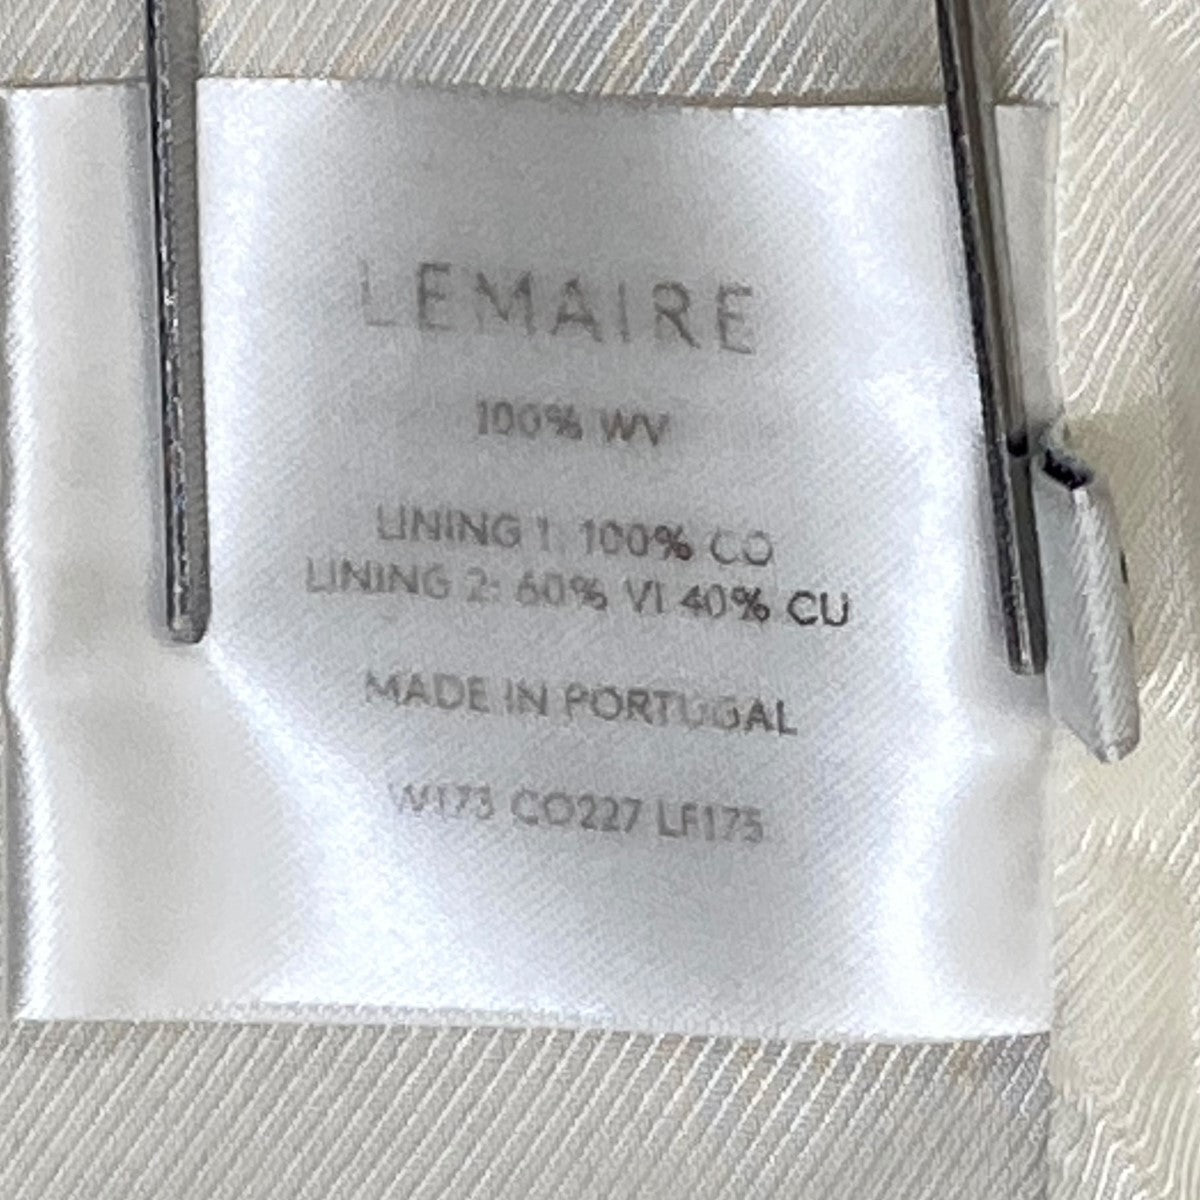 LEMAIRE
100% WV
LINING 1: 100% CO
LINING 2: 60% VI 40% CU
MADE IN PORTUGAL
W173 CO227 LF175